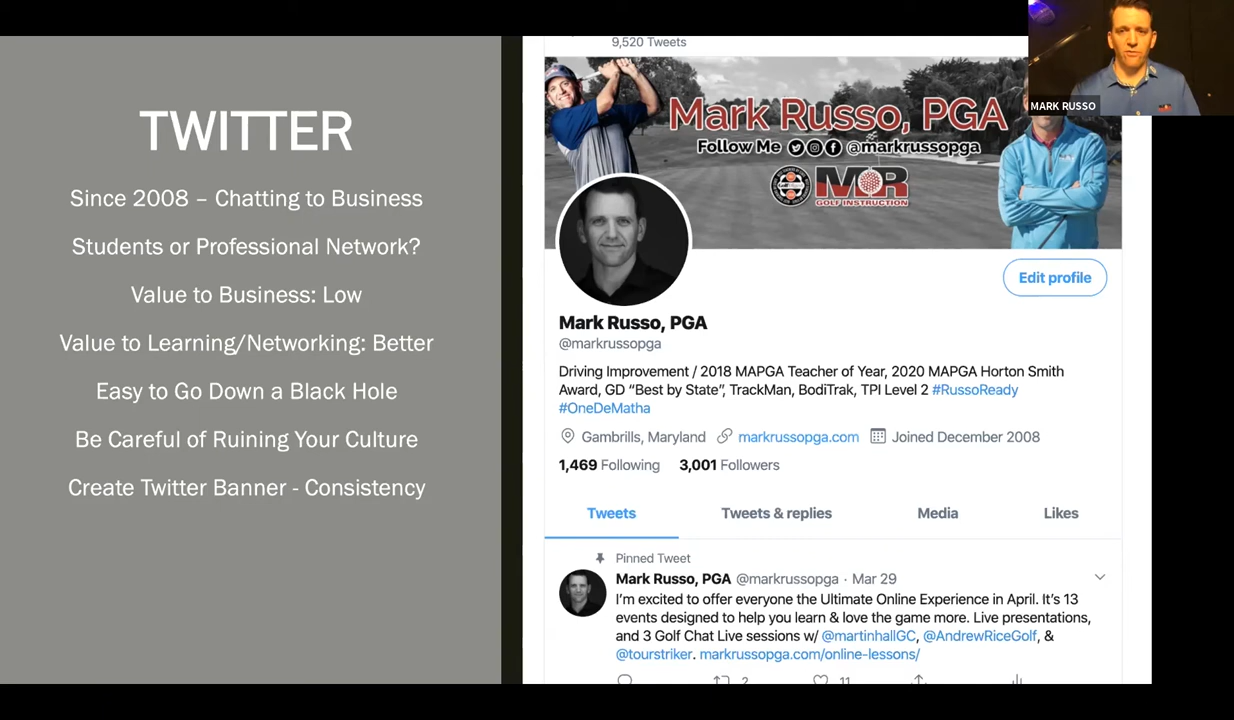 TWITTER
Since 2008 – Chatting to Business
Students or Professional Network?
Value to Business: Low
Value to Learning/Networking: Better
Easy to Go Down a Black Hole
Be Careful of Ruining Your Culture
Create Twitter Banner - Consistency
9,520 Tweets
Mark Russo, PGA
Follow Me @markrussopga
MR
GOLF INSTRUCTION
Edit profile
Mark Russo, PGA
@markrussopga
Driving Improvement / 2018 MAPGA Teacher of Year, 2020 MAPGA Horton Smith
Award, GD “Best by State”, TrackMan, BodiTrak, TPI Level 2 #RussoReady
#OneDeMatha
Gambrills, Maryland markrussopga.com Joined December 2008
1,469 Following 3,001 Followers
Tweets Tweets & replies Media Likes
Pinned Tweet
Mark Russo, PGA @markrussopga · Mar 29
I’m excited to offer everyone the Ultimate Online Experience in April. It’s 13
events designed to help you learn & love the game more. Live presentations,
and 3 Golf Chat Live sessions w/ @martinhallGC, @AndrewRiceGolf, &
@tourstriker. markrussopga.com/online-lessons/
2 11
MARK RUSSO